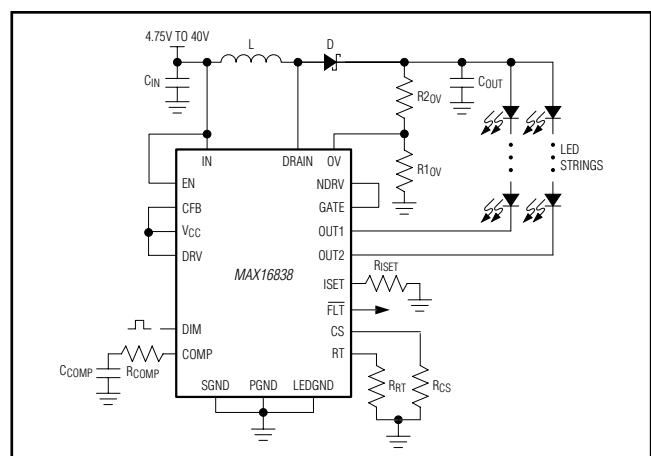 4.75V TO 40V
L
D
CIN
R2OV
COUT
R1OV
LED
STRINGS
IN
DRAIN
OV
EN
NDRV
CFB
GATE
VCC
OUT1
DRV
OUT2
MAX16838
ISET
RISET
FLT
DIM
CS
COMP
RT
CCOMP
RCOMP
RRT
RCS
SGND
PGND
LEDGND